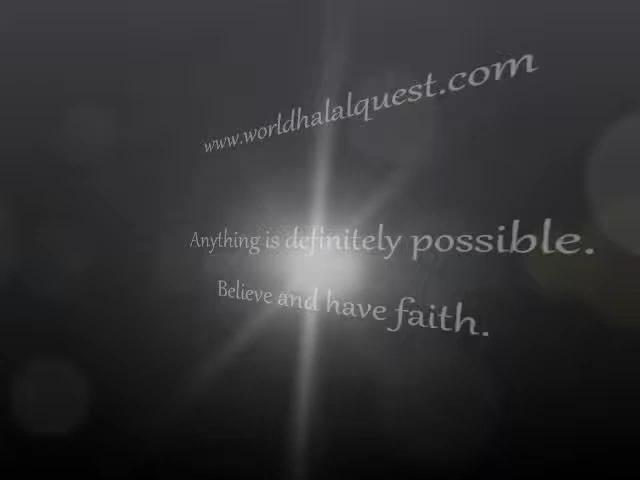 www.worldhalalquest.com
Anything is definitely possible.
Believe and have faith.